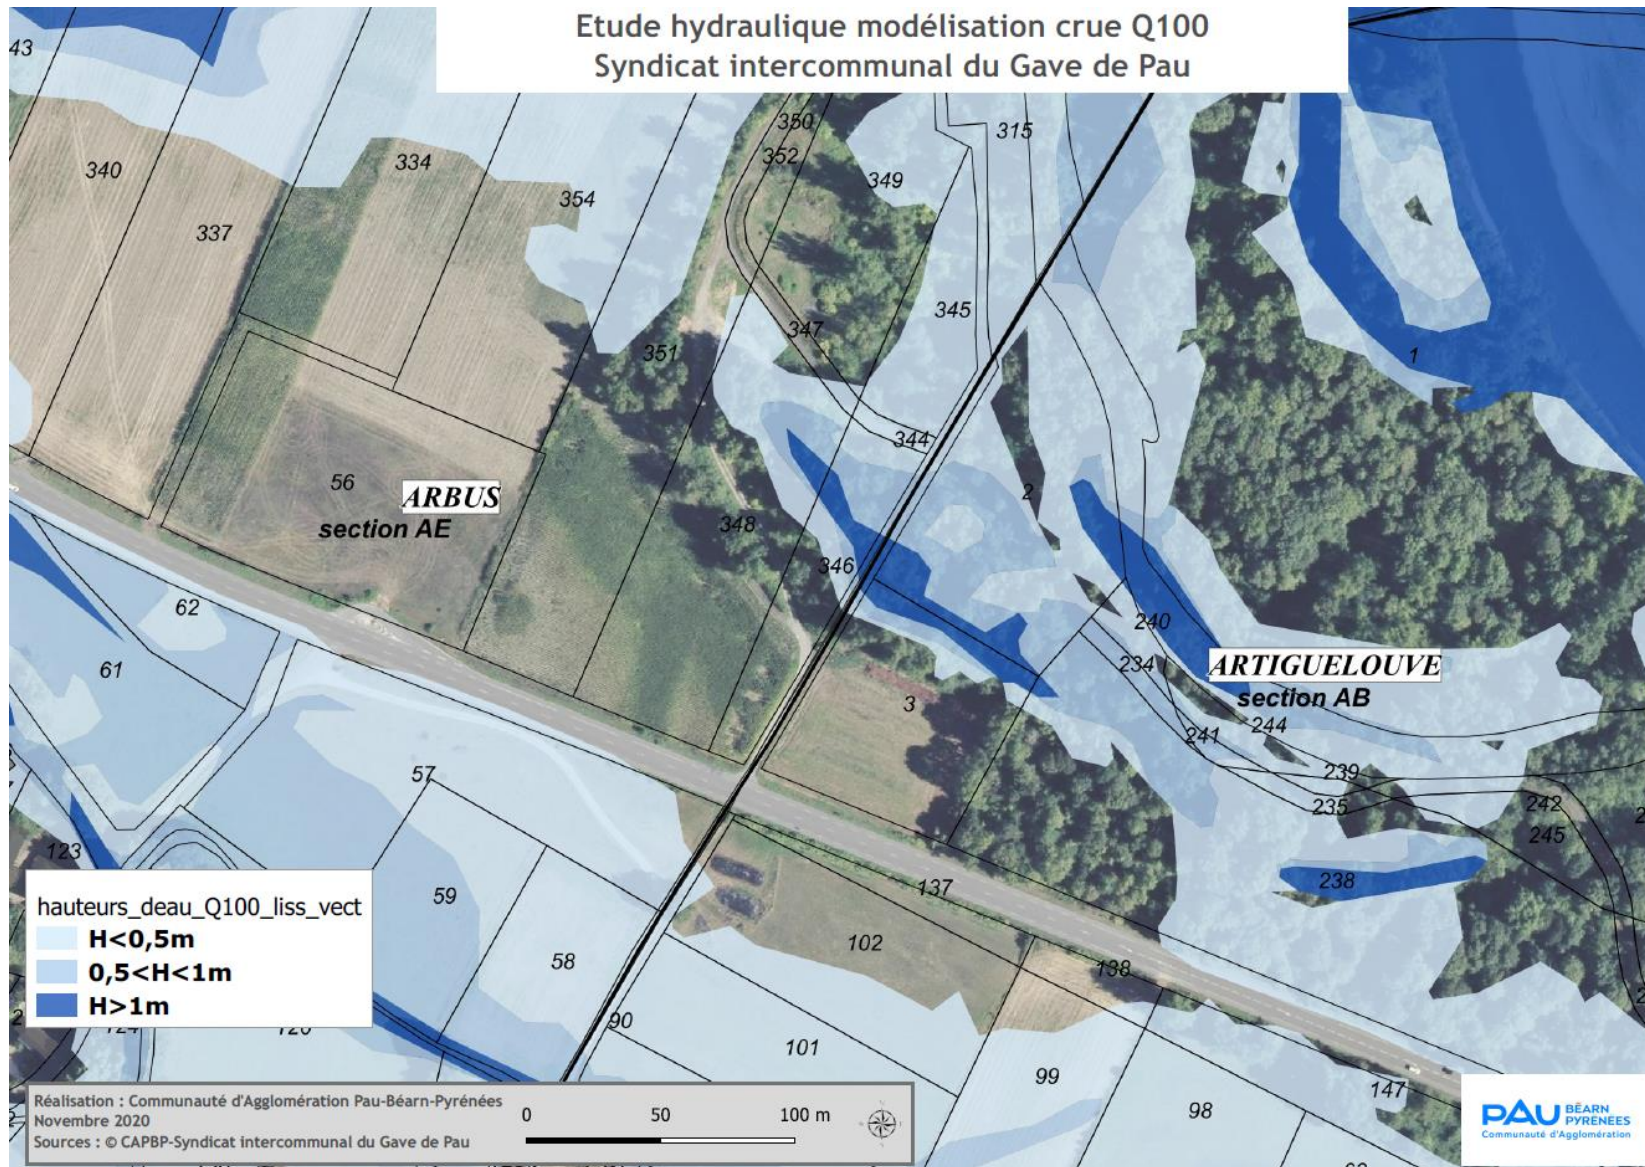 Etude hydraulique modélisation crue Q100
Syndicat intercommunal du Gave de Pau
43
350
315
352
340
334
349
354
337
345
347
351
1
344
56
ARBUS
section AE
2
348
346
62
240
61
234
ARTIGUELOUVE
section AB
3
244
241
57
239
235
242
245
123
238
137
59
102
58
138
90
101
99
147
98
hauteurs_deau_Q100_liss_vect
H<0,5m
0,5<H<1m
H>1m
Réalisation : Communauté d'Agglomération Pau-Béarn-Pyrénées
Novembre 2020
Sources : © CAPBP-Syndicat intercommunal du Gave de Pau
0 50 100 m
PAU BÉARN
PYRÉNÉES
Communauté d'Agglomération